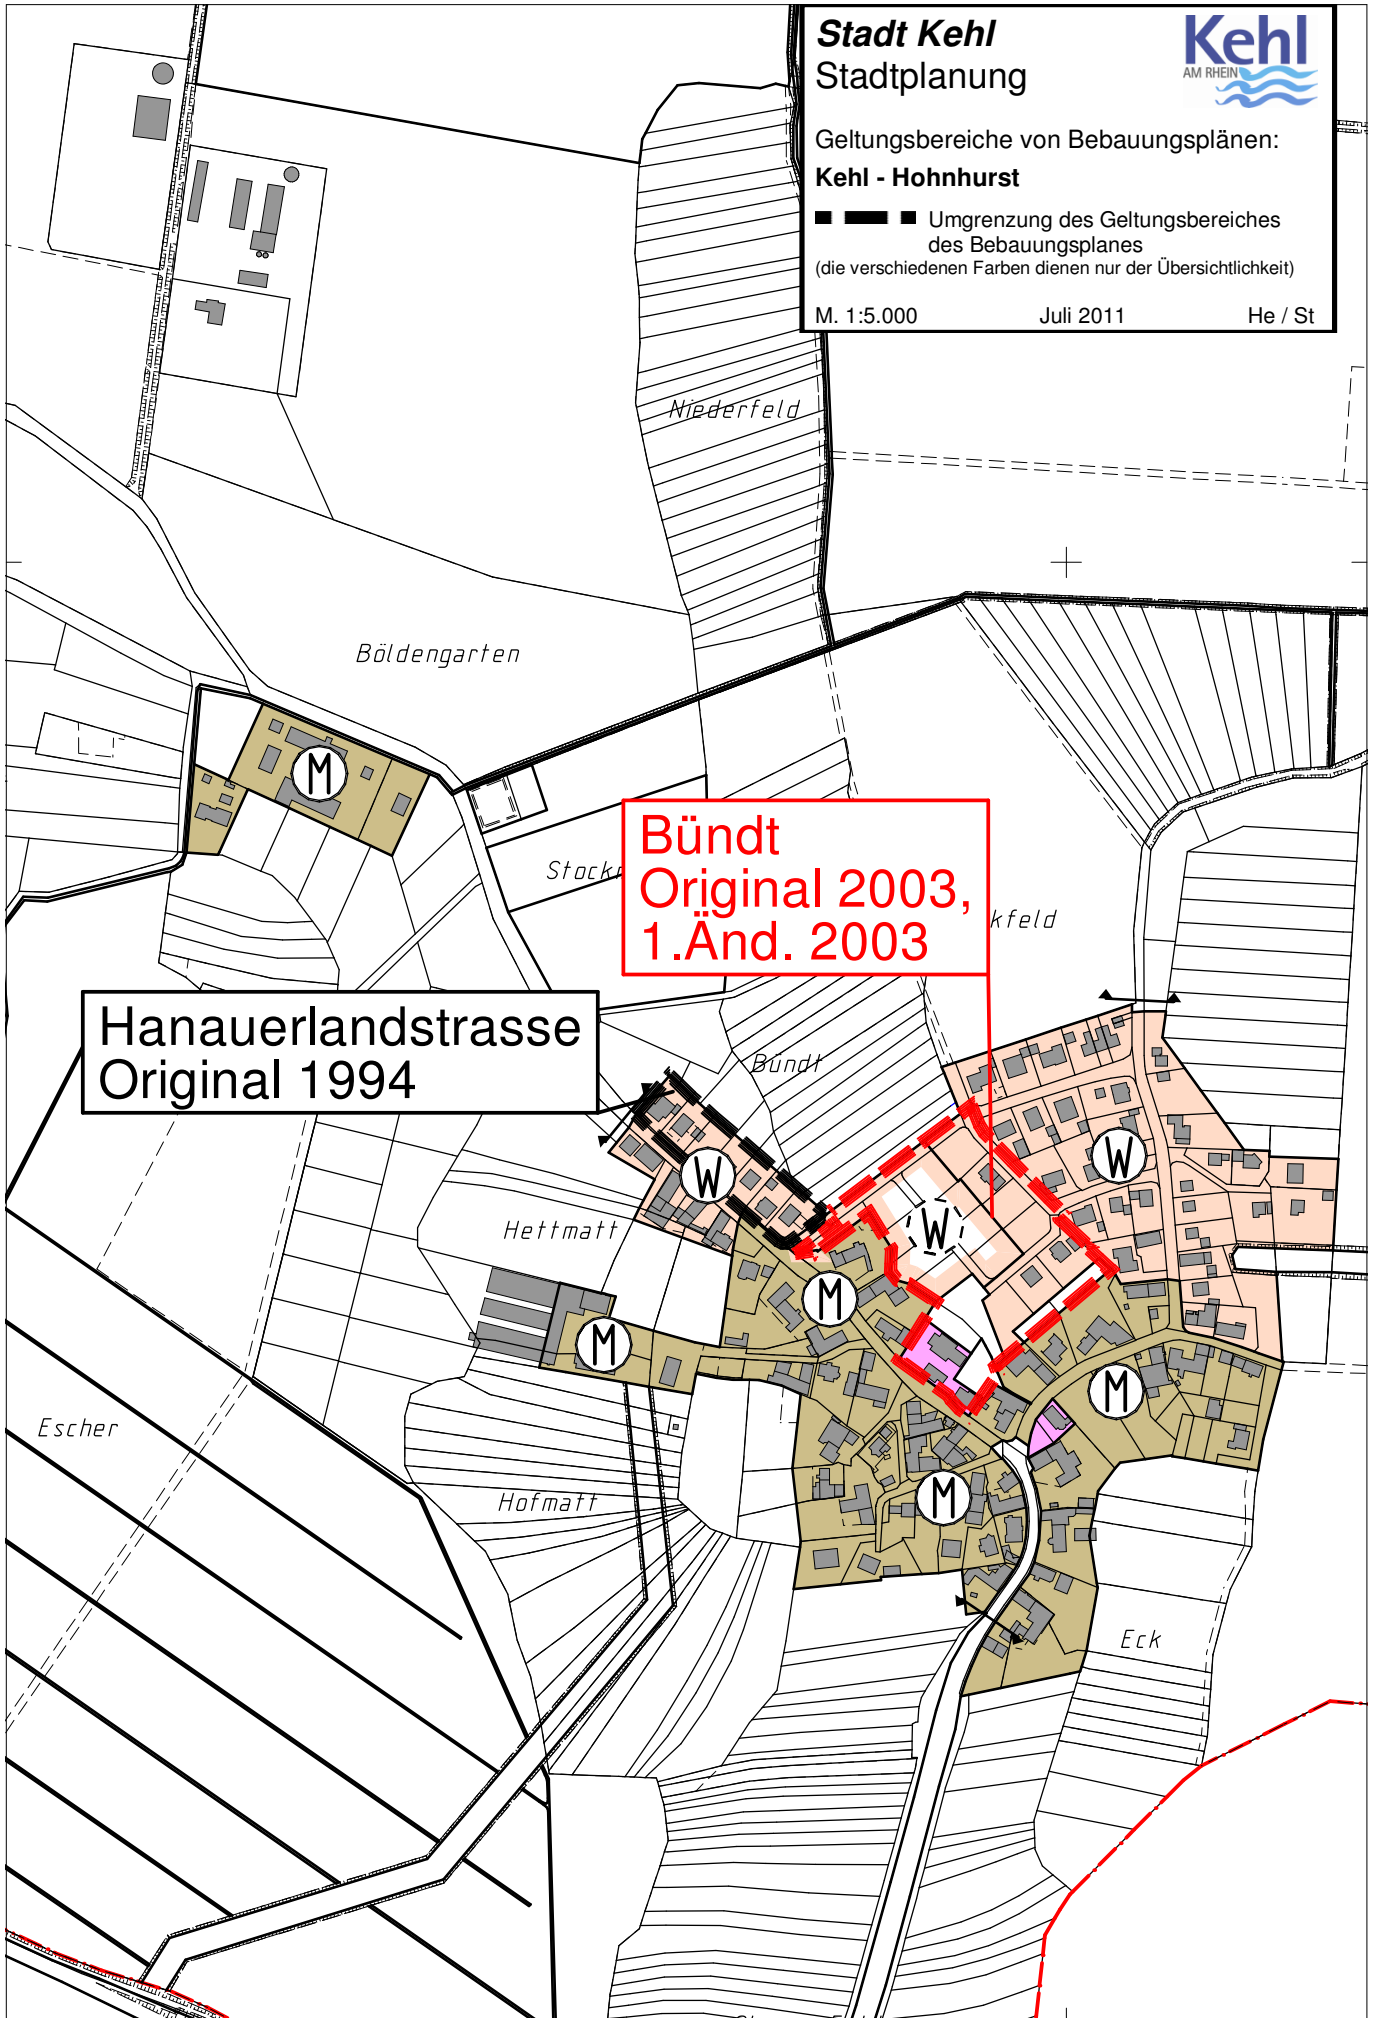 Stadt Kehl
Stadtplanung
Kehl
AM RHEIN
Geltungsbereiche von Bebauungsplänen:
Kehl - Hohnhurst
Umgrenzung des Geltungsbereiches
des Bebauungsplanes
(die verschiedenen Farben dienen nur der Übersichtlichkeit)
M. 1:5.000 Juli 2011 He / St
Niederfeld
Böldengarten
M
Bündt
Original 2003,
1.Änd. 2003
kfeld
Hanauerlandstrasse
Original 1994
Bündt
W
W
W
Hettmatt
M
M
M
Escher
Hofmatt
M
Eck